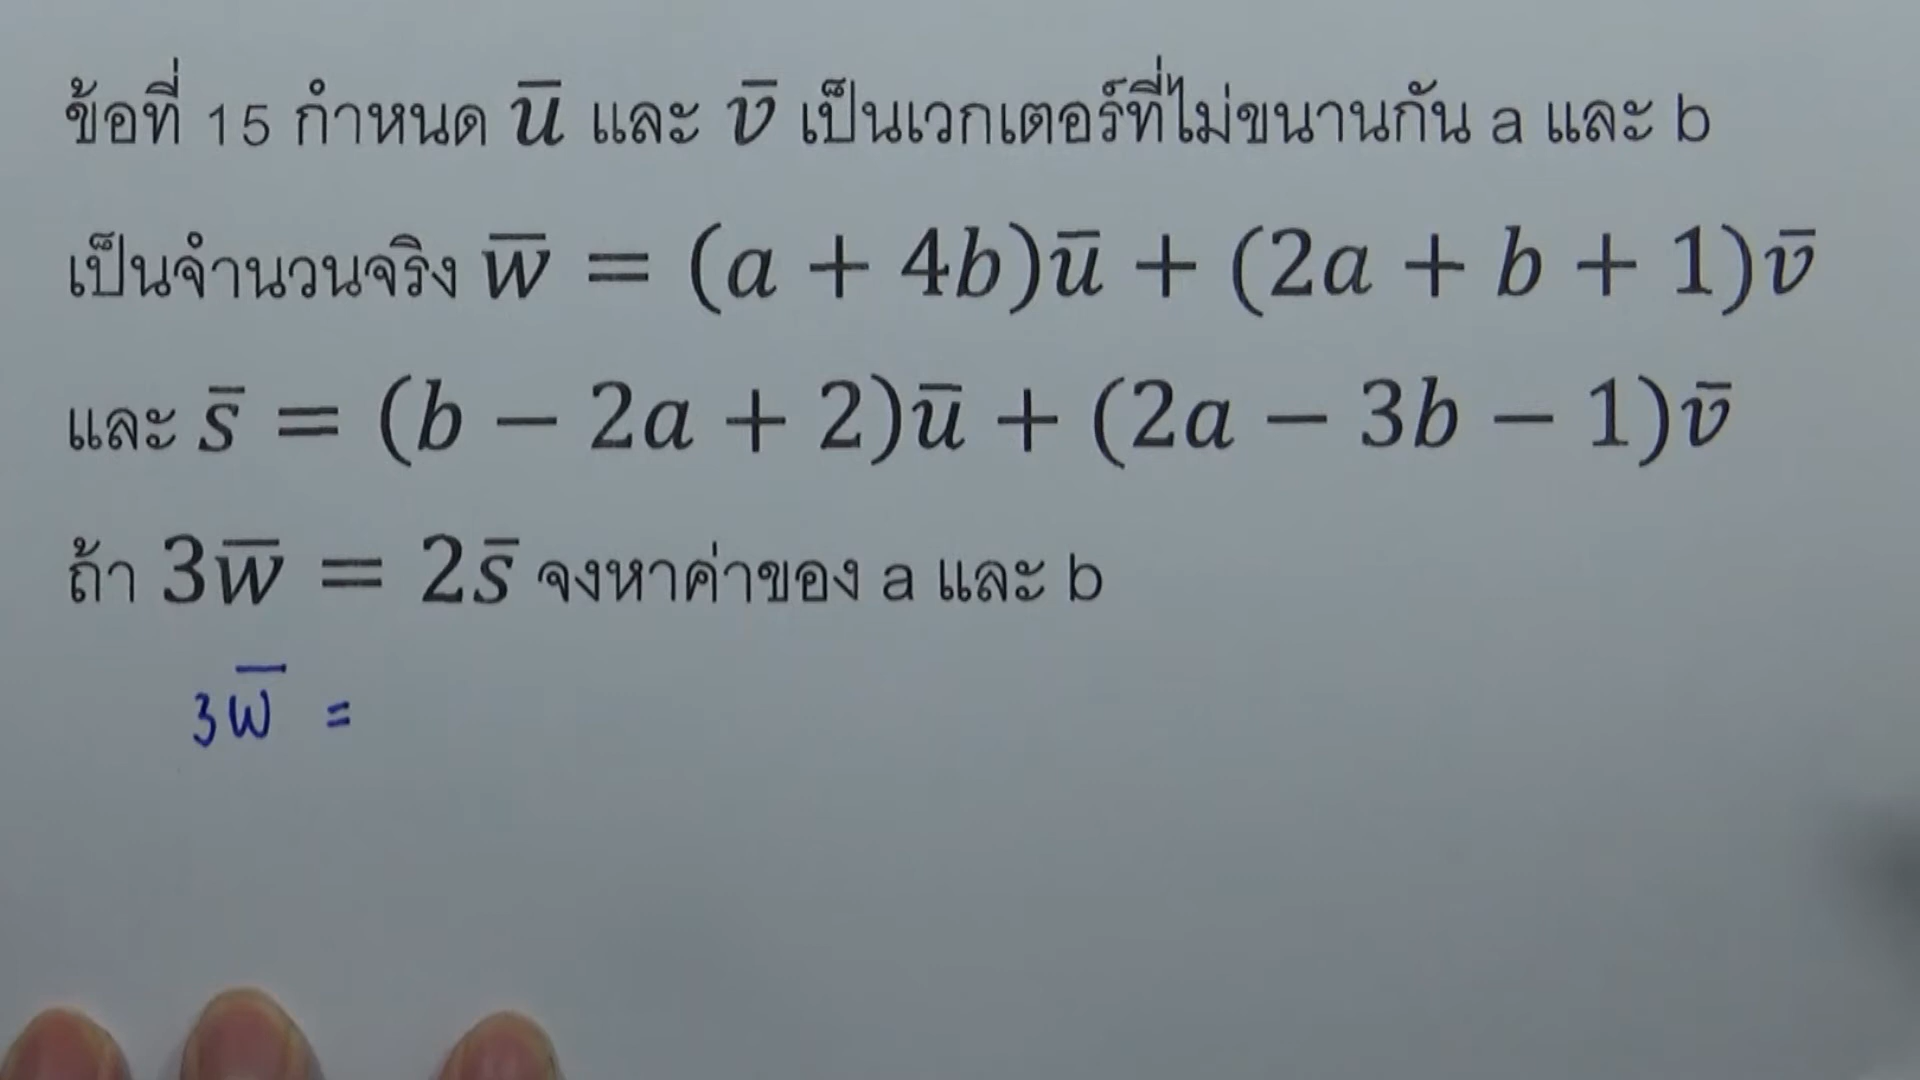 ข้อที่ 15 กำหนด ū และ v̄ เป็นเวกเตอร์ที่ไม่ขนานกัน a และ b
เป็นจำนวนจริง w̄ = (a + 4b)ū + (2a + b + 1)v̄
และ s̄ = (b − 2a + 2)ū + (2a − 3b − 1)v̄
ถ้า 3w̄ = 2s̄ จงหาค่าของ a และ b
3w̄ =